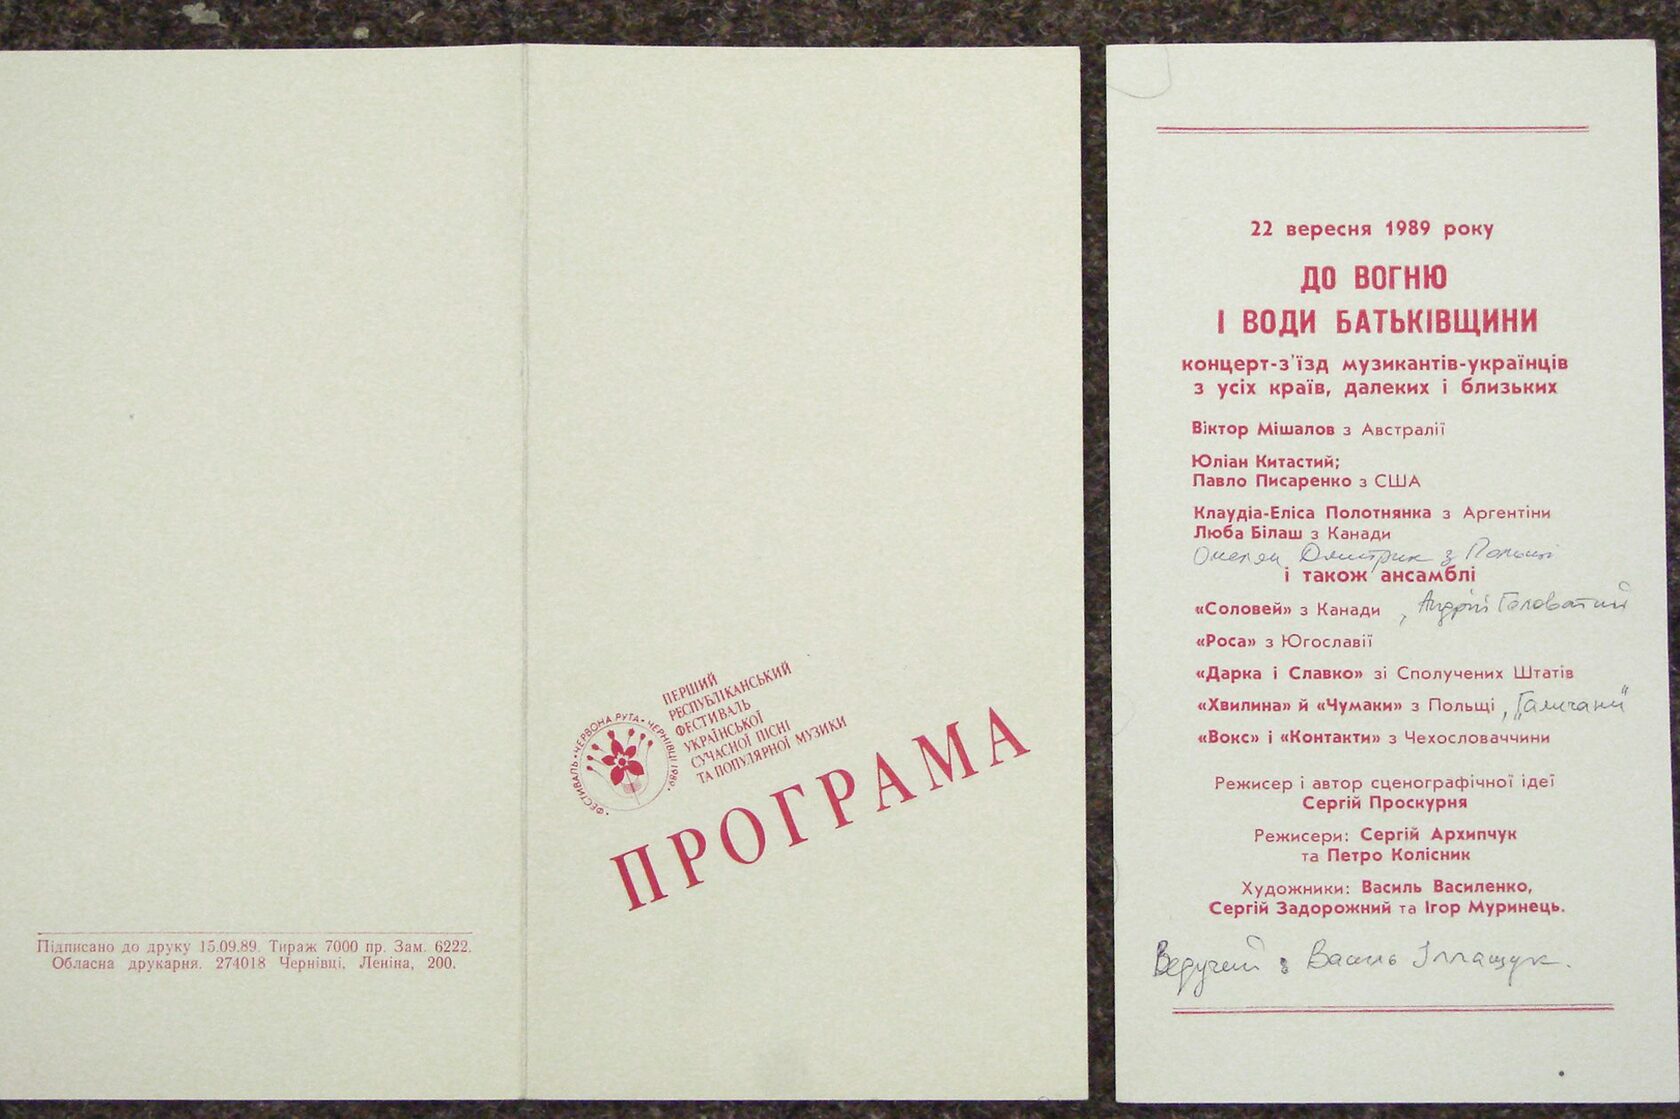 Підписано до друку 15.09.89. Тираж 7000 пр. Зам. 6222.
Обласна друкарня. 274018 Чернівці, Леніна, 200.
ФЕСТИВАЛЬ • ЧЕРВОНА РУТА • ЧЕРНІВЦІ 1989 •
ПЕРШИЙ
РЕСПУБЛІКАНСЬКИЙ
ФЕСТИВАЛЬ
УКРАЇНСЬКОЇ
СУЧАСНОЇ ПІСНІ
ТА ПОПУЛЯРНОЇ МУЗИКИ
ПРОГРАМА
22 вересня 1989 року
ДО ВОГНЮ
І ВОДИ БАТЬКІВЩИНИ
концерт-з'їзд музикантів-українців
з усіх країв, далеких і близьких
Віктор Мішалов з Австралії
Юліан Китастий;
Павло Писаренко з США
Клаудіа-Еліса Полотнянка з Аргентіни
Люба Білаш з Канади
Дмитрик з Польщі
і також ансамблі
«Соловей» з Канади , Андрій Головатий
«Роса» з Югославії
«Дарка і Славко» зі Сполучених Штатів
«Хвилина» й «Чумаки» з Польщі , „Галичани"
«Вокс» і «Контакти» з Чехословаччини
Режисер і автор сценографічної ідеї
Сергій Проскурня
Режисери: Сергій Архипчук
та Петро Колісник
Художники: Василь Василенко,
Сергій Задорожний та Ігор Муринець.
Ведучий : Василь Іллащук.